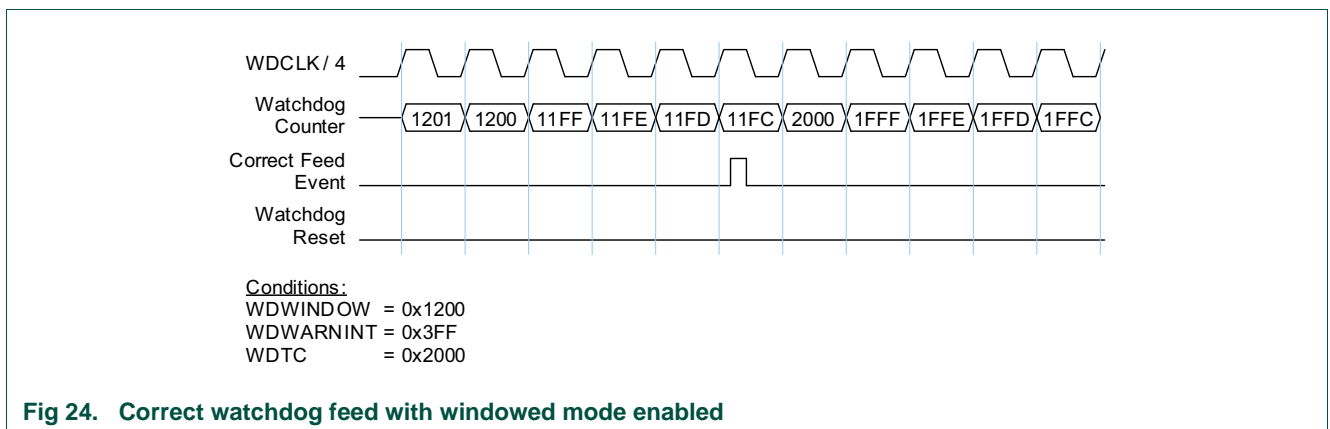 WDCLK / 4
Watchdog
Counter
1201 1200 11FF 11FE 11FD 11FC 2000 1FFF 1FFE 1FFD 1FFC
Correct Feed
Event
Watchdog
Reset
Conditions:
WDWINDOW = 0x1200
WDWARNINT = 0x3FF
WDTC = 0x2000
Fig 24. Correct watchdog feed with windowed mode enabled